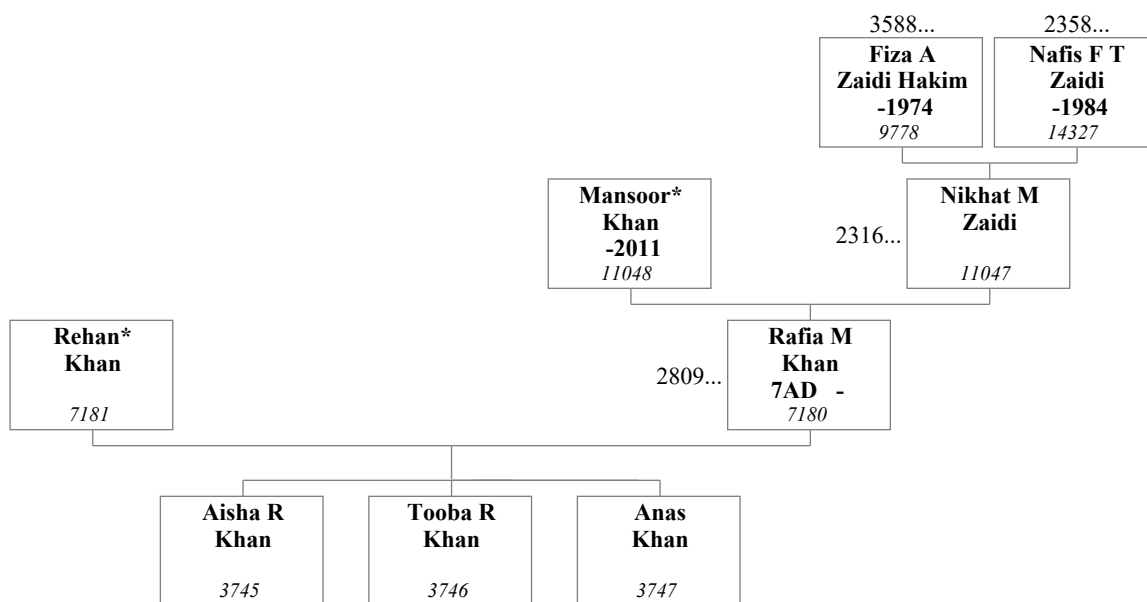 3588...
2358...
Fiza A
Zaidi Hakim
-1974
9778
Nafis F T
Zaidi
-1984
14327
Mansoor*
Khan
-2011
11048
2316...
Nikhat M
Zaidi
11047
Rehan*
Khan
7181
2809...
Rafia M
Khan
7AD -
7180
Aisha R
Khan
3745
Tooba R
Khan
3746
Anas
Khan
3747